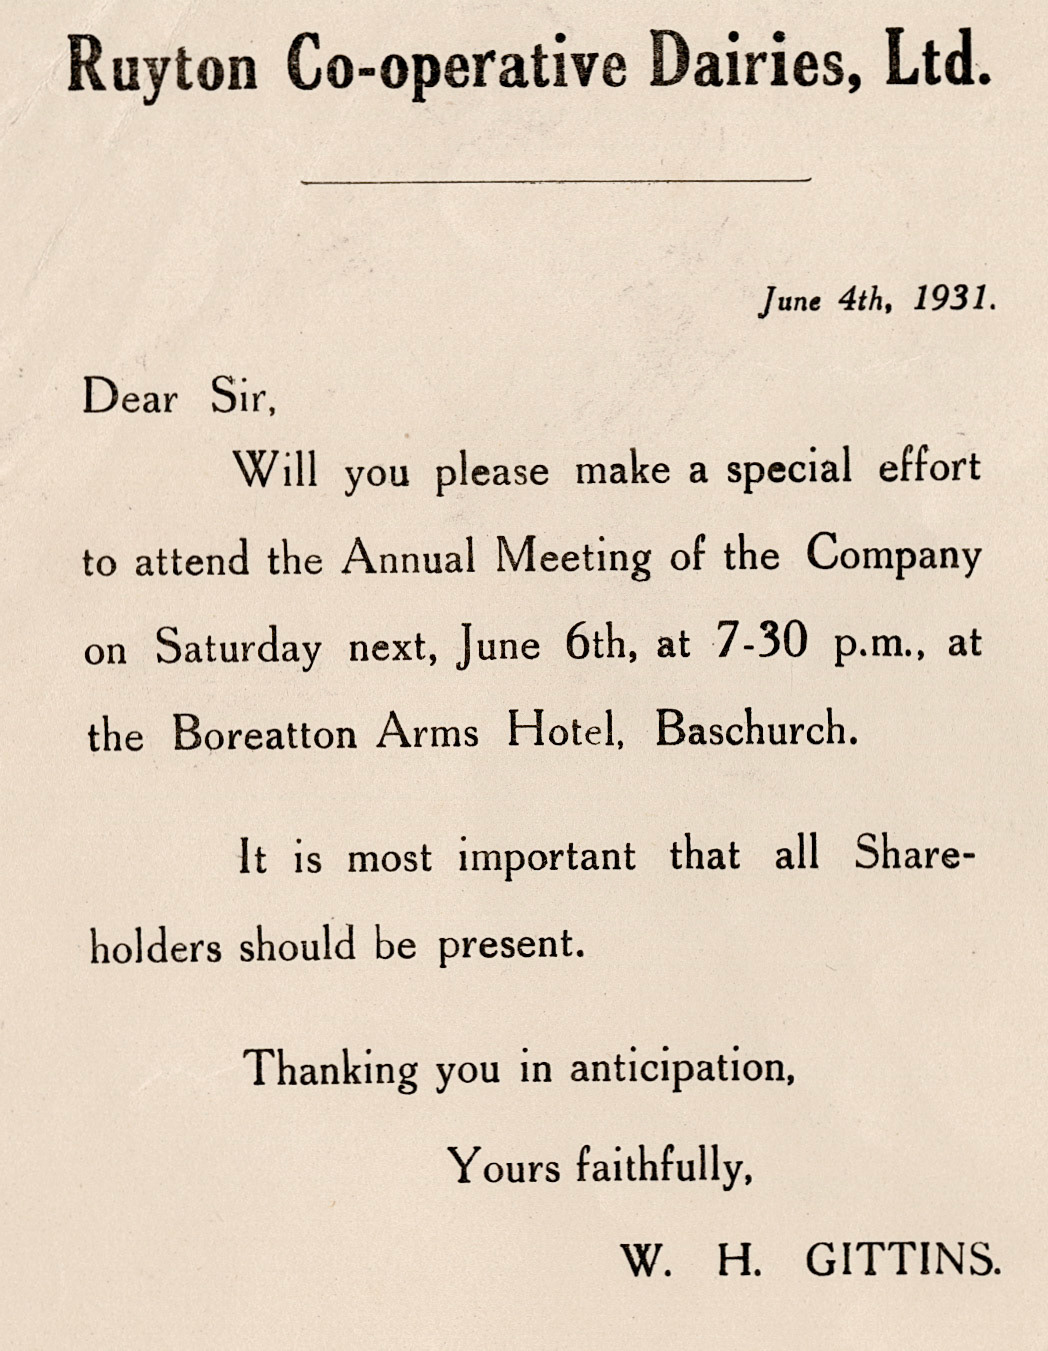 Ruyton Co-operative Dairies, Ltd.
June 4th, 1931.
Dear Sir,
Will you please make a special effort
to attend the Annual Meeting of the Company
on Saturday next, June 6th, at 7-30 p.m., at
the Boreatton Arms Hotel, Baschurch.
It is most important that all Share-
holders should be present.
Thanking you in anticipation,
Yours faithfully,
W. H. GITTINS.